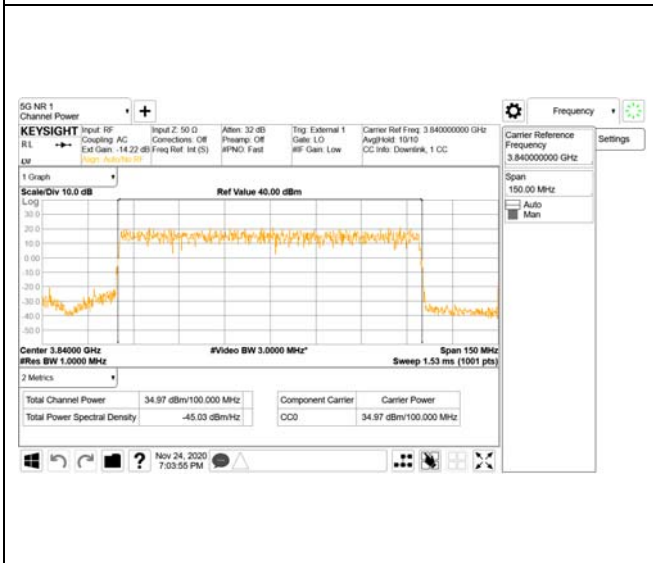 5G NR 1
Channel Power
+
Frequency
KEYSIGHT
RL
Input: RF
Coupling: AC
Ext Gain: -14.22 dB
Align: Auto/No RF
Input Z: 50 Ω
Corrections: Off
Freq Ref: Int (S)
Atten: 32 dB
Preamp: Off
#PNO: Fast
Trig: External 1
Gate: LO
#IF Gain: Low
Carrier Ref Freq: 3.840000000 GHz
Avg|Hold: 10/10
CC Info: Downlink, 1 CC
Carrier Reference
Frequency
3.840000000 GHz
Settings
Span
150.00 MHz
Auto
Man
1 Graph
Scale/Div 10.0 dB
Ref Value 40.00 dBm
Log
30.0
20.0
10.0
0.00
-10.0
-20.0
-30.0
-40.0
-50.0
Center 3.84000 GHz
#Video BW 3.0000 MHz*
Span 150 MHz
#Res BW 1.0000 MHz
Sweep 1.53 ms (1001 pts)
2 Metrics
Total Channel Power 34.97 dBm/100.000 MHz
Total Power Spectral Density -45.03 dBm/Hz
Component Carrier Carrier Power
CC0 34.97 dBm/100.000 MHz
?
Nov 24, 2020
7:03:55 PM